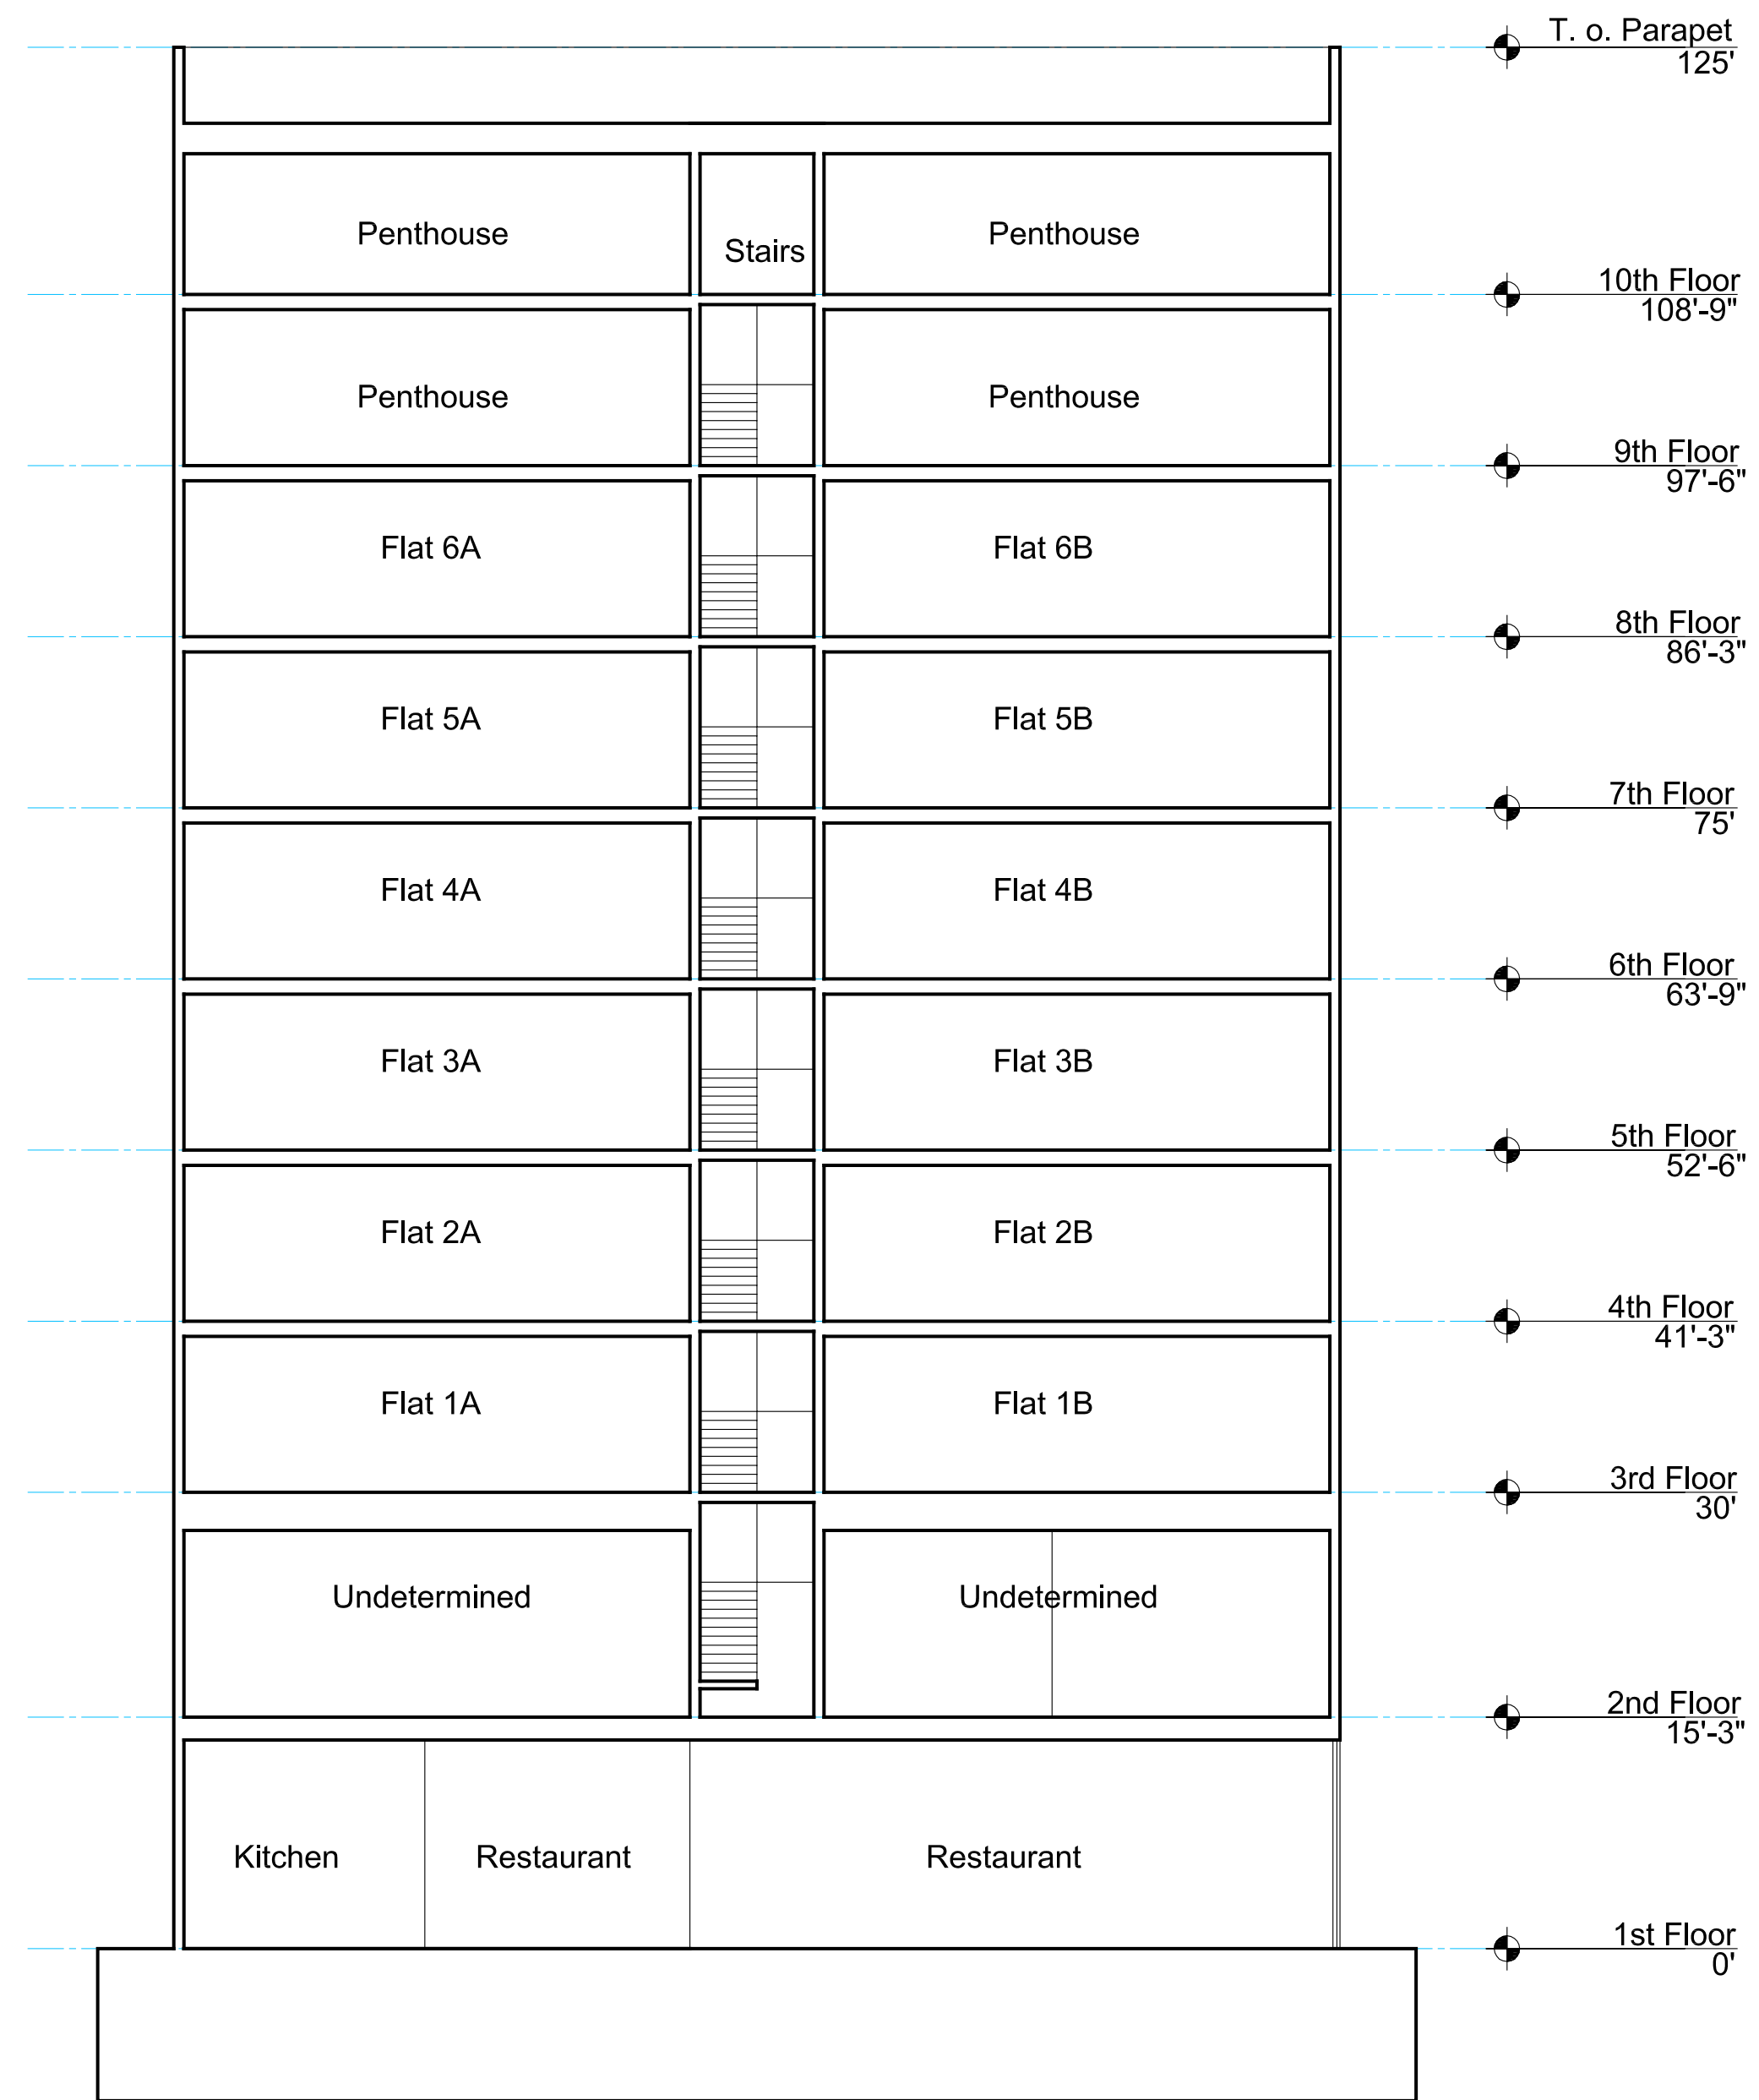 T. o. Parapet
125'
Penthouse
Stairs
Penthouse
10th Floor
108'-9"
Penthouse
Penthouse
9th Floor
97'-6"
Flat 6A
Flat 6B
8th Floor
86'-3"
Flat 5A
Flat 5B
7th Floor
75'
Flat 4A
Flat 4B
6th Floor
63'-9"
Flat 3A
Flat 3B
5th Floor
52'-6"
Flat 2A
Flat 2B
4th Floor
41'-3"
Flat 1A
Flat 1B
3rd Floor
30'
Undetermined
Undetermined
2nd Floor
15'-3"
Kitchen
Restaurant
Restaurant
1st Floor
0'